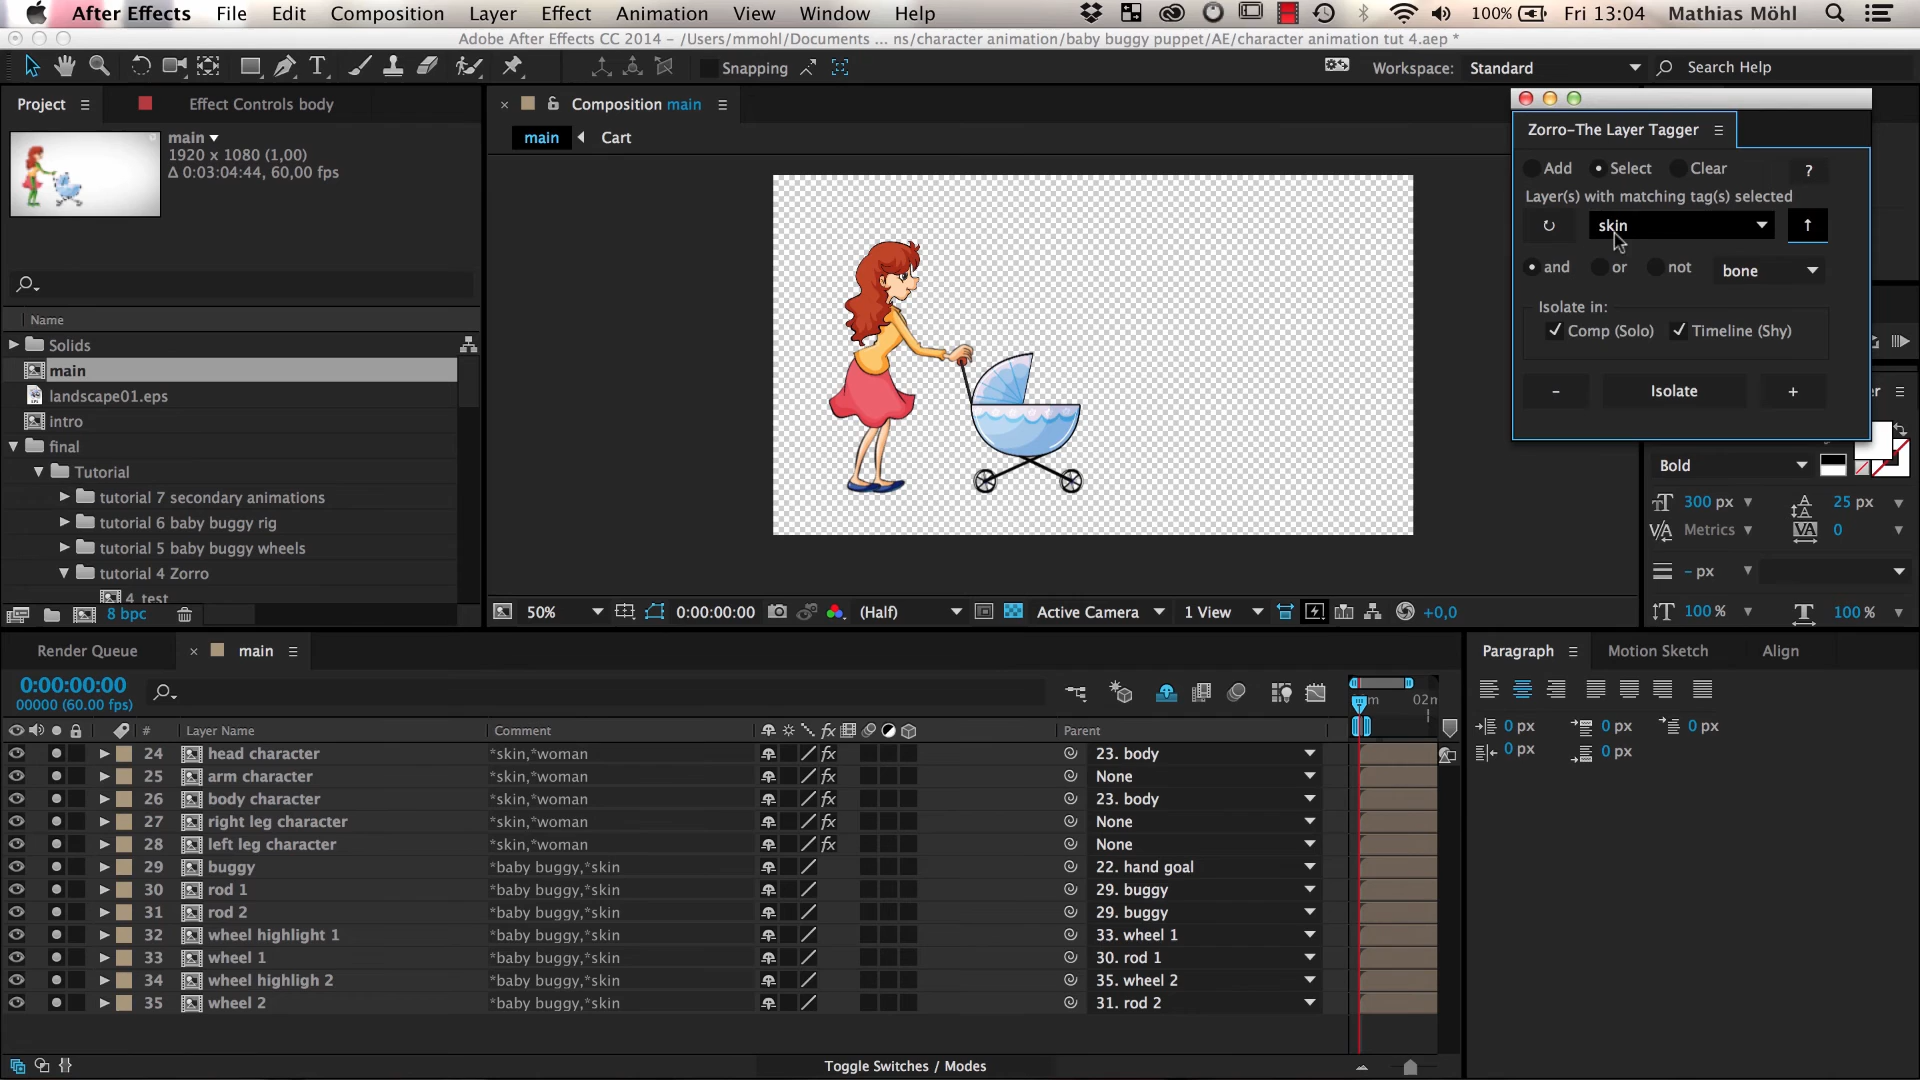 After Effects File Edit Composition Layer Effect Animation View Window Help 100% Fri 13:04 Mathias Möhl
Adobe After Effects CC 2014 - /Users/mmohl/Documents ... ns/character animation/baby buggy puppet/AE/character animation tut 4.aep *
Snapping Workspace: Standard Search Help
Project Effect Controls body
Composition main
main Cart
main
1920 x 1080 (1,00)
Δ 0:03:04:44, 60,00 fps
Name
Solids
main
landscape01.eps
intro
final
Tutorial
tutorial 7 secondary animations
tutorial 6 baby buggy rig
tutorial 5 baby buggy wheels
tutorial 4 Zorro
4_test
8 bpc
50% 0:00:00:00 (Half) Active Camera 1 View +0,0
Zorro-The Layer Tagger
Add Select Clear ?
Layer(s) with matching tag(s) selected
↻ skin ↑
and or not bone
Isolate in:
Comp (Solo) Timeline (Shy)
- Isolate +
Bold
300 px 25 px
Metrics 0
- px
100 % 100 %
Render Queue main
0:00:00:00
00000 (60.00 fps)
02m
# Layer Name Comment Parent
24 head character *skin,*woman 23. body
25 arm character *skin,*woman None
26 body character *skin,*woman 23. body
27 right leg character *skin,*woman None
28 left leg character *skin,*woman None
29 buggy *baby buggy,*skin 22. hand goal
30 rod 1 *baby buggy,*skin 29. buggy
31 rod 2 *baby buggy,*skin 29. buggy
32 wheel highlight 1 *baby buggy,*skin 33. wheel 1
33 wheel 1 *baby buggy,*skin 30. rod 1
34 wheel highligh 2 *baby buggy,*skin 35. wheel 2
35 wheel 2 *baby buggy,*skin 31. rod 2
Toggle Switches / Modes
Paragraph Motion Sketch Align
0 px 0 px 0 px
0 px 0 px